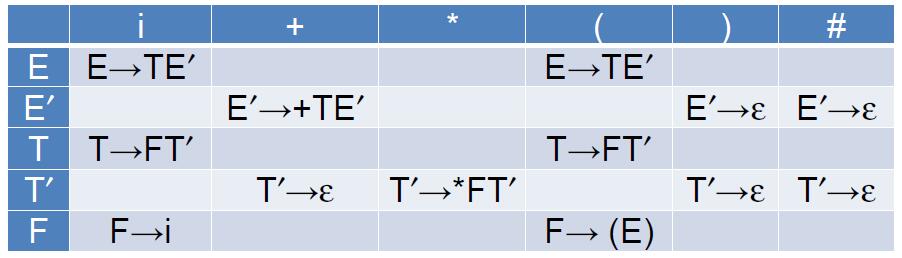 i + * ( ) #
E E→TE′ E→TE′
E′ E′→+TE′ E′→ε E′→ε
T T→FT′ T→FT′
T′ T′→ε T′→*FT′ T′→ε T′→ε
F F→i F→ (E)